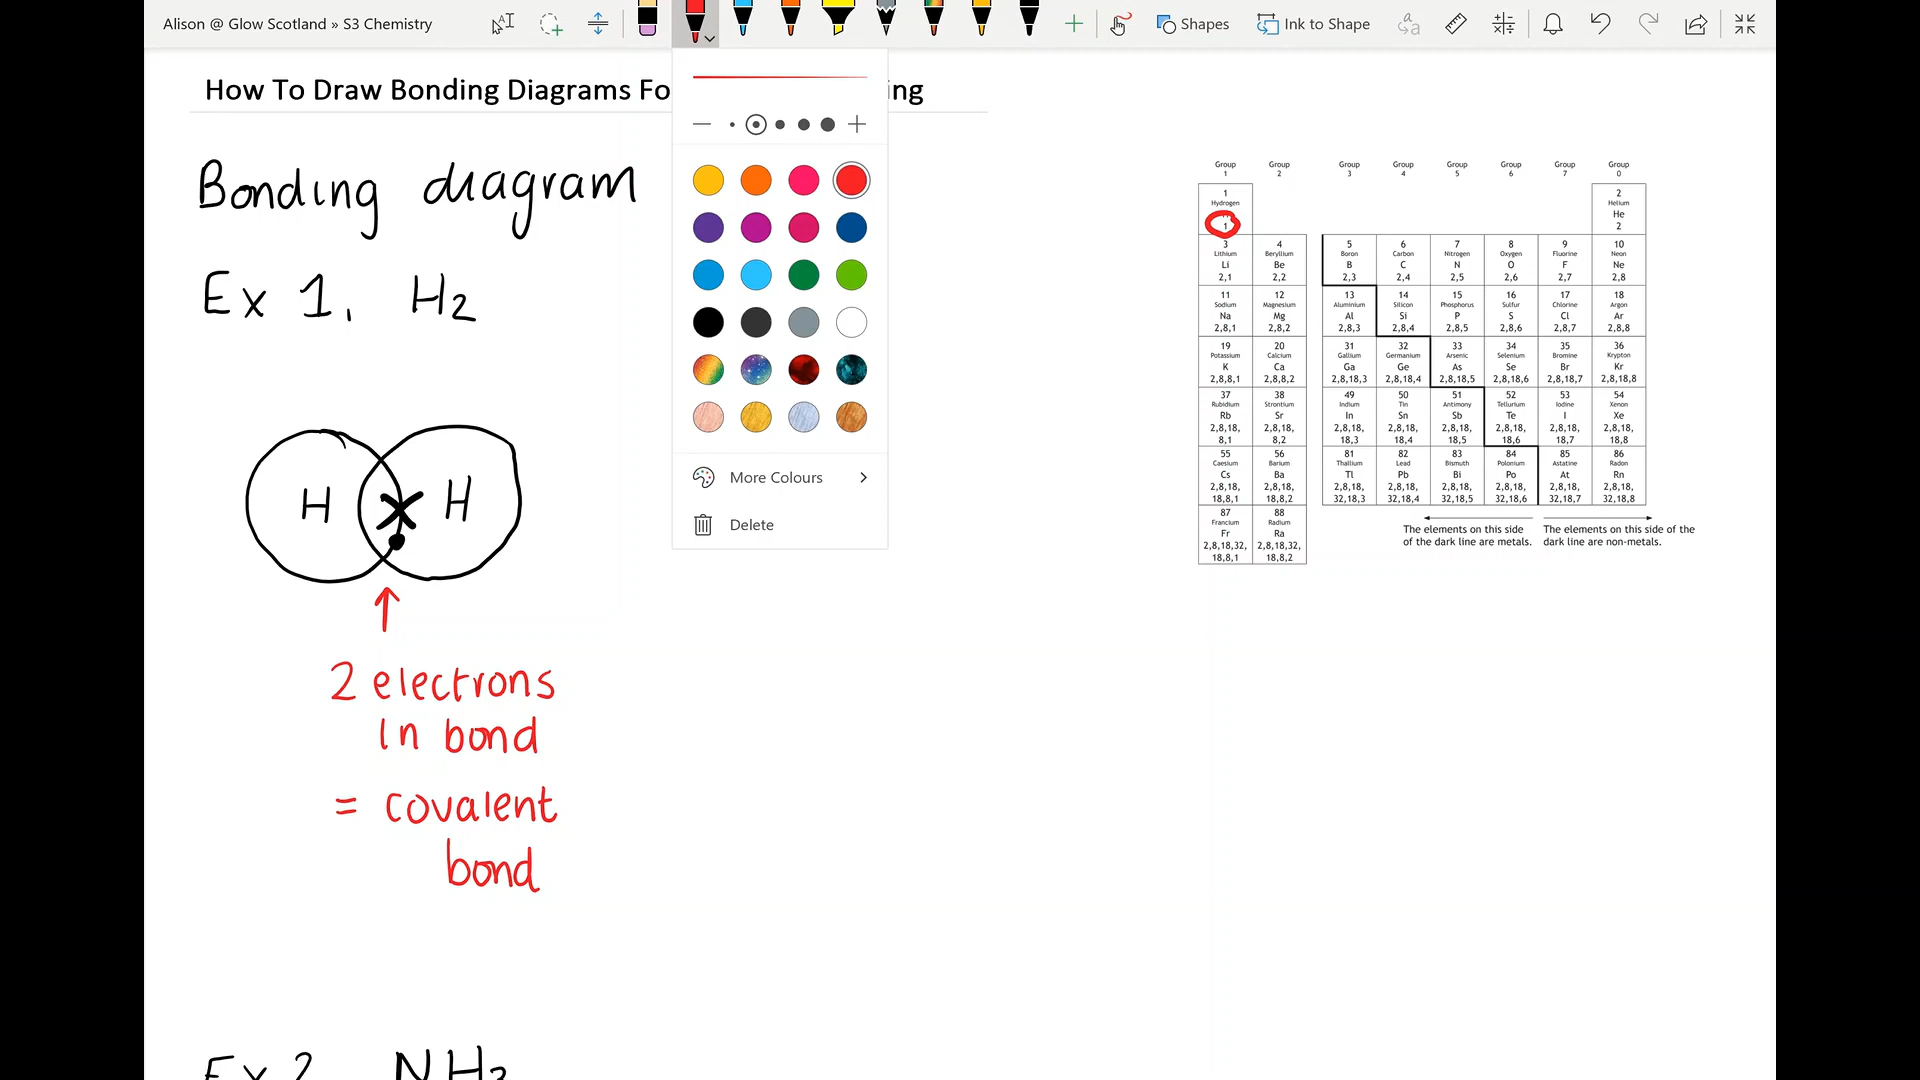 Alison @ Glow Scotland » S3 Chemistry
Shapes
Ink to Shape
How To Draw Bonding Diagrams Fo
ing
Bonding diagram
Ex 1. H2
H H
2 electrons
in bond
= covalent
bond
Ex 2. NH3
More Colours
Delete
Group Group Group Group Group Group Group Group
1 2 3 4 5 6 7 0
1 2
Hydrogen Helium
He
1 2
3 4 5 6 7 8 9 10
Lithium Beryllium Boron Carbon Nitrogen Oxygen Fluorine Neon
Li Be B C N O F Ne
2,1 2,2 2,3 2,4 2,5 2,6 2,7 2,8
11 12 13 14 15 16 17 18
Sodium Magnesium Aluminium Silicon Phosphorus Sulfur Chlorine Argon
Na Mg Al Si P S Cl Ar
2,8,1 2,8,2 2,8,3 2,8,4 2,8,5 2,8,6 2,8,7 2,8,8
19 20 31 32 33 34 35 36
Potassium Calcium Gallium Germanium Arsenic Selenium Bromine Krypton
K Ca Ga Ge As Se Br Kr
2,8,8,1 2,8,8,2 2,8,18,3 2,8,18,4 2,8,18,5 2,8,18,6 2,8,18,7 2,8,18,8
37 38 49 50 51 52 53 54
Rubidium Strontium Indium Tin Antimony Tellurium Iodine Xenon
Rb Sr In Sn Sb Te I Xe
2,8,18, 2,8,18, 2,8,18, 2,8,18, 2,8,18, 2,8,18, 2,8,18, 2,8,18,
8,1 8,2 18,3 18,4 18,5 18,6 18,7 18,8
55 56 81 82 83 84 85 86
Caesium Barium Thallium Lead Bismuth Polonium Astatine Radon
Cs Ba Tl Pb Bi Po At Rn
2,8,18, 2,8,18, 2,8,18, 2,8,18, 2,8,18, 2,8,18, 2,8,18, 2,8,18,
18,8,1 18,8,2 32,18,3 32,18,4 32,18,5 32,18,6 32,18,7 32,18,8
87 88
Francium Radium
Fr Ra
2,8,18,32, 2,8,18,32,
18,8,1 18,8,2
The elements on this side
of the dark line are metals.
The elements on this side of the
dark line are non-metals.